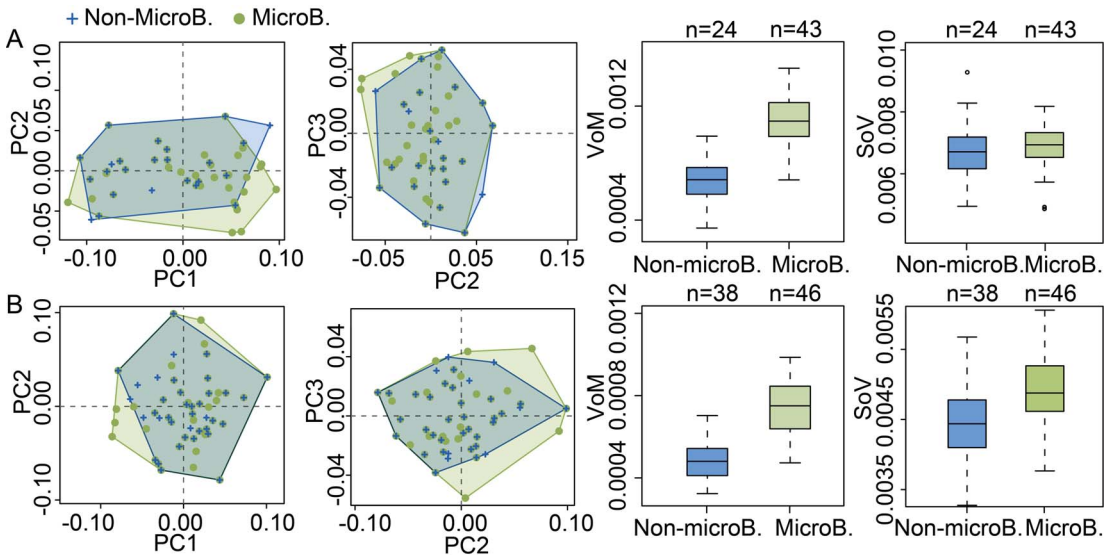 + Non-MicroB. ● MicroB.
A
PC2
0.10
0.05
0.00
-0.05
-0.10
0.00
0.10
PC1
PC3
0.04
0.00
-0.04
-0.05
0.05
0.15
PC2
n=24 n=43
VoM
0.0012
0.0004
Non-microB. MicroB.
n=24 n=43
SoV
0.010
0.008
0.006
Non-microB. MicroB.
B
PC2
0.10
0.00
-0.10
-0.10
0.00
0.10
PC1
PC3
0.04
0.00
-0.04
-0.10
0.00
0.10
PC2
n=38 n=46
VoM
0.0012
0.0008
0.0004
Non-microB. MicroB.
n=38 n=46
SoV
0.0055
0.0045
0.0035
Non-microB. MicroB.